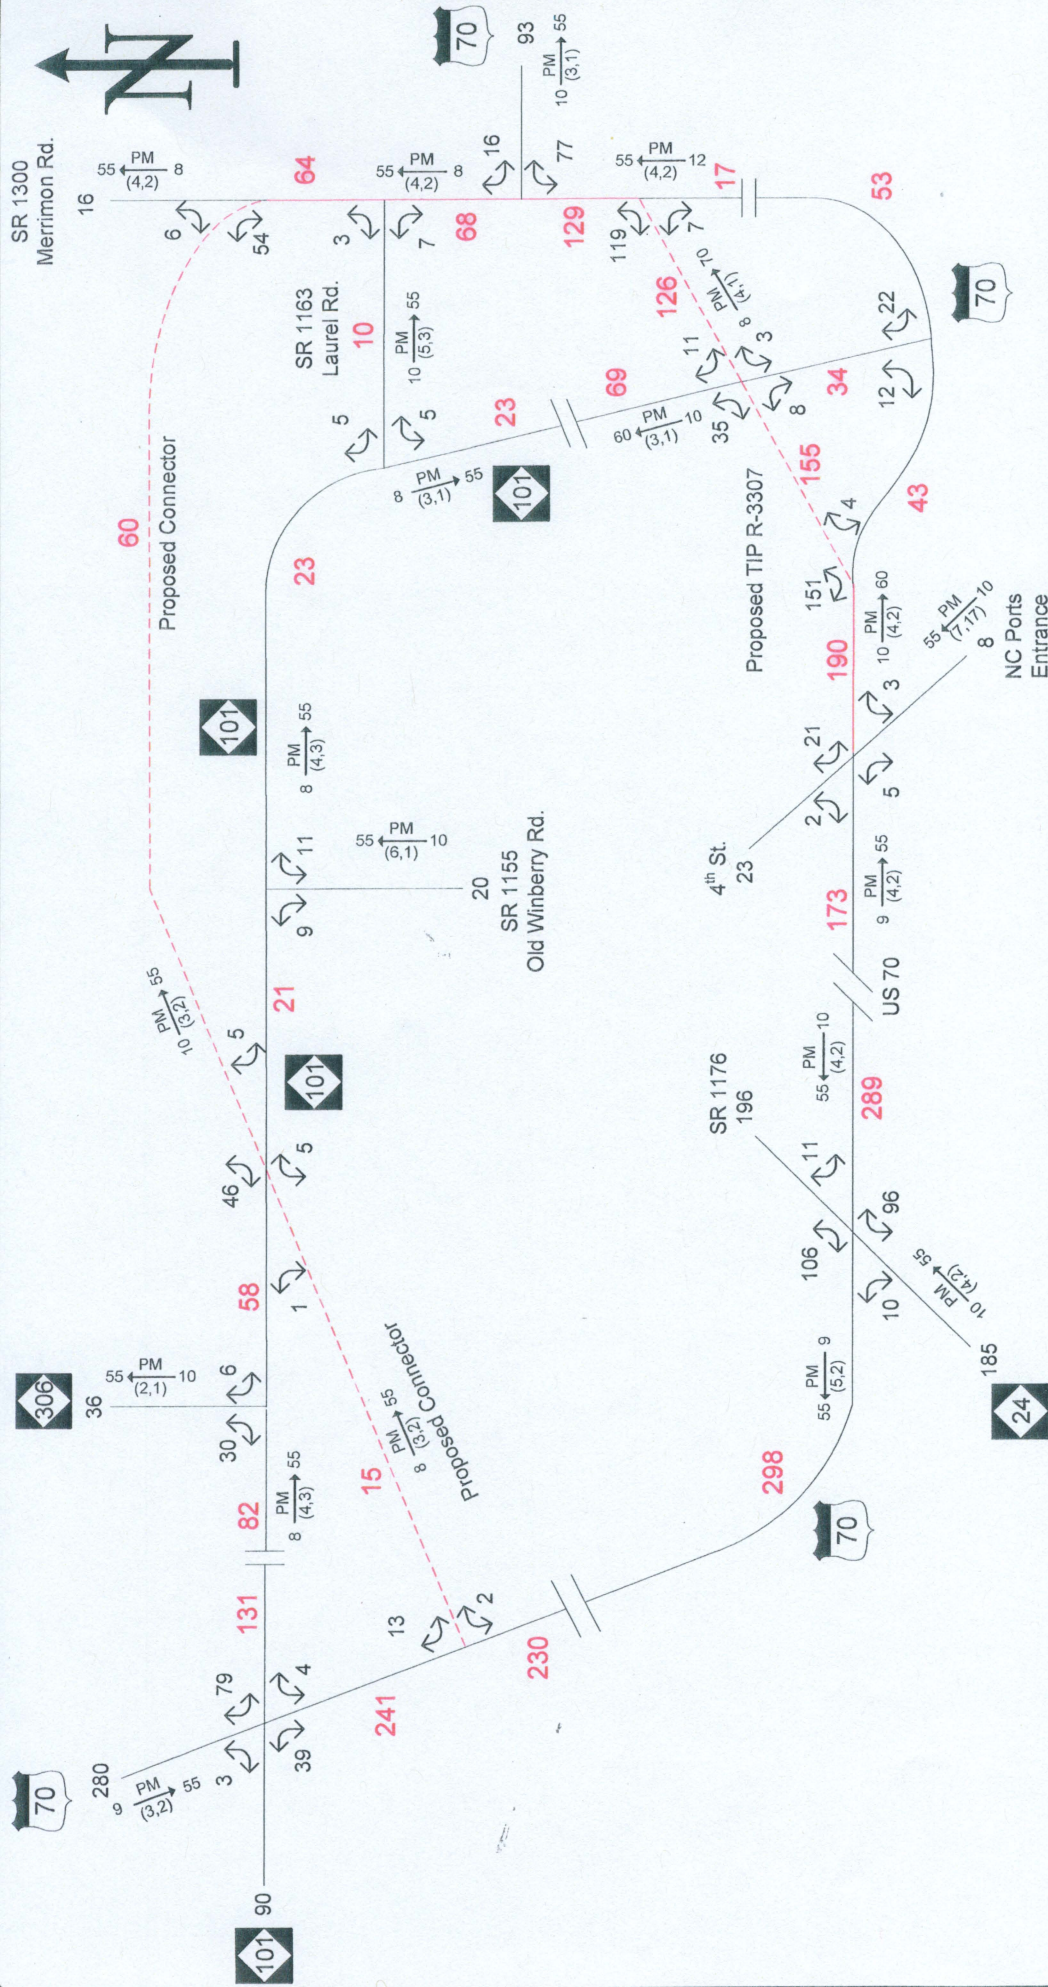 N
SR 1300
Merrimon Rd.
16
55 PM 8
(4,2)
6
54
64
60
Proposed Connector
SR 1163
Laurel Rd.
10
10 PM 55
(5,3)
3
7
5
5
55 PM 8
(4,2)
68
16
77
70
93
10 PM 55
(3,1)
129
55 PM 12
(4,2)
119
7
17
53
126
8 PM 70
(4,1)
11
3
35
8
69
60 PM 10
(3,1)
34
22
12
70
23
8 PM 55
(3,1)
101
23
Proposed TIP R-3307
155
4
151
43
190
10 PM 60
(4,2)
55 PM 10
(7,17)
8
NC Ports
Entrance
21
3
2
5
4th St.
23
173
9 PM 55
(4,2)
US 70
101
8 PM 55
(4,3)
11
9
55 PM 10
(6,1)
20
SR 1155
Old Winberry Rd.
21
10 PM 55
(3,2)
5
101
46
5
58
1
SR 1176
196
55 PM 10
(4,2)
289
11
96
106
10
10 PM 55
(4,2)
185
24
55 PM 9
(5,2)
298
70
306
36
55 PM 10
(2,1)
6
30
82
8 PM 55
(4,3)
15
8 PM 55
(3,2)
Proposed Connector
131
13
2
230
241
79
4
3
39
280
70
9 PM 55
(3,2)
90
101